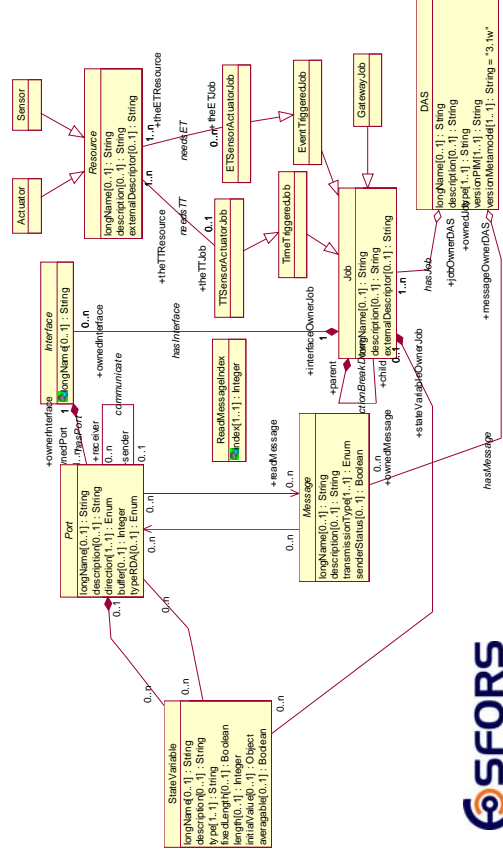 Sensor
Actuator
Resource
longName[0..1] : String
description[0..1] : String
externalDescriptor[0..1] : String
1..n
+theETResource
1..n
+theTTResource
needsET
needsTT
0..n
+theETJob
0..1
+theTTJob
ETSensorActuatorJob
TTSensorActuatorJob
EventTriggeredJob
TimeTriggeredJob
GatewayJob
DAS
longName[0..1] : String
description[0..1] : String
type[1..1] : String
versionPIM[1..1] : String
versionMetamodel[1..1] : String = "3.1w"
+ownedJob
+jobOwnerDAS
+messageOwnerDAS
hasJob
1..n
Job
longName[0..1] : String
description[0..1] : String
externalDescriptor[0..1] : String
+parent
+child
0..1
ctionBreakDown
1
+interfaceOwnerJob
+stateVariableOwnerJob
hasInterface
Interface
longName[0..1] : String
0..n
+ownedInterface
+ownerInterface
1
nedPort
1..n
hasPort
+receiver
0..n
communicate
-sender
0..1
Port
longName[0..1] : String
description[0..1] : String
direction[1..1] : Enum
buffer[0..1] : Integer
typeRDA[0..1] : Enum
ReadMessageIndex
index[1..1] : Integer
+readMessage
0..n
0..n
0..n
0..n
Message
longName[0..1] : String
description[0..1] : String
transmissionType[1..1] : Enum
senderStatus[0..1] : Boolean
0..n
+ownedMessage
hasMessage
0..1
0..n
0..n
0..n
0..n
StateVariable
longName[0..1] : String
description[0..1] : String
type[1..1] : String
fixedLength[0..1] : Boolean
length[0..1] : Integer
initialValue[0..1] : Object
averagable[0..1] : Boolean
SFORS